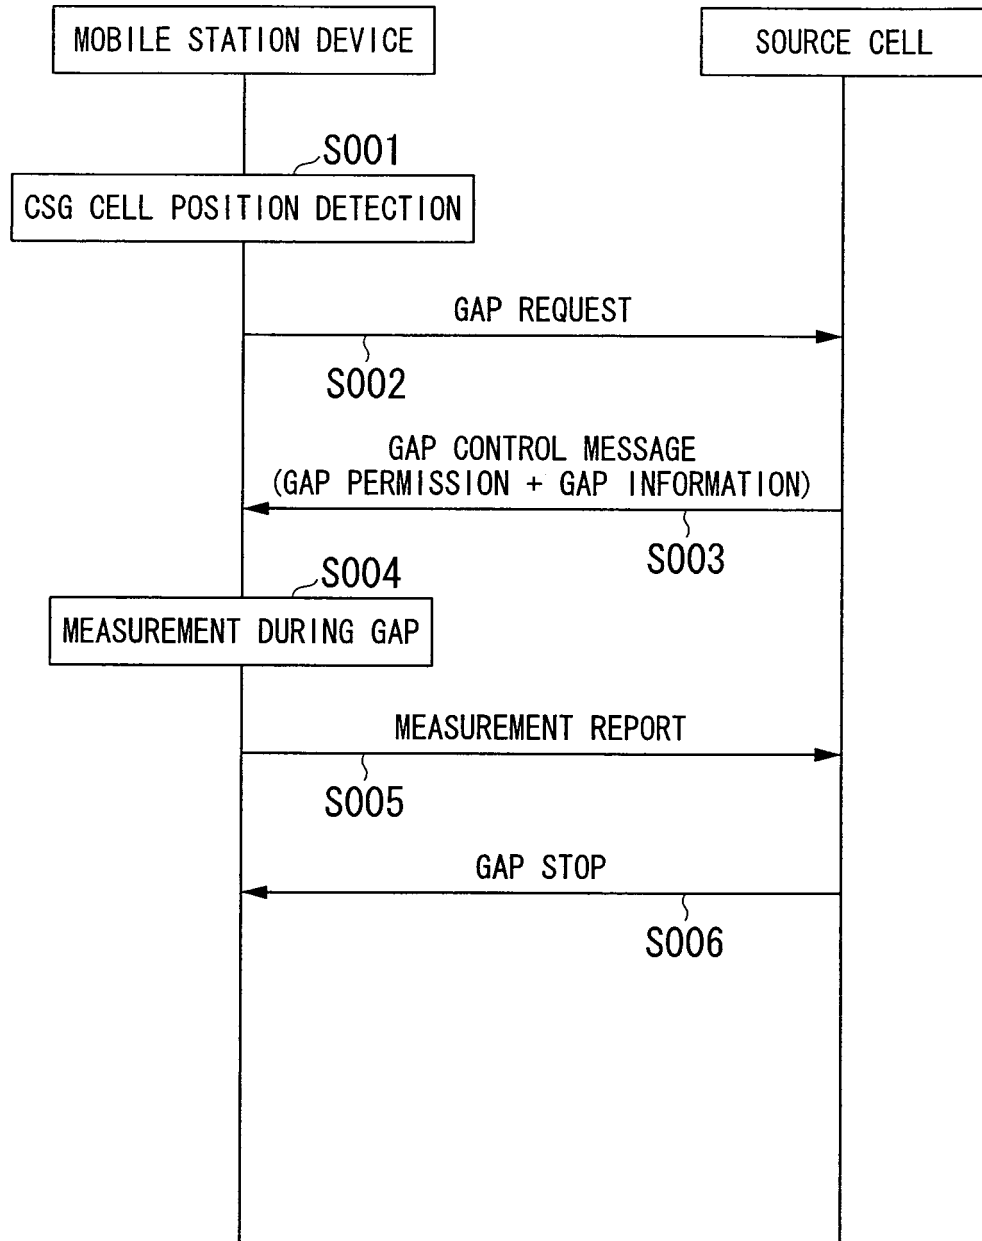 MOBILE STATION DEVICE
SOURCE CELL
S001
CSG CELL POSITION DETECTION
GAP REQUEST
S002
GAP CONTROL MESSAGE
(GAP PERMISSION + GAP INFORMATION)
S003
S004
MEASUREMENT DURING GAP
MEASUREMENT REPORT
S005
GAP STOP
S006